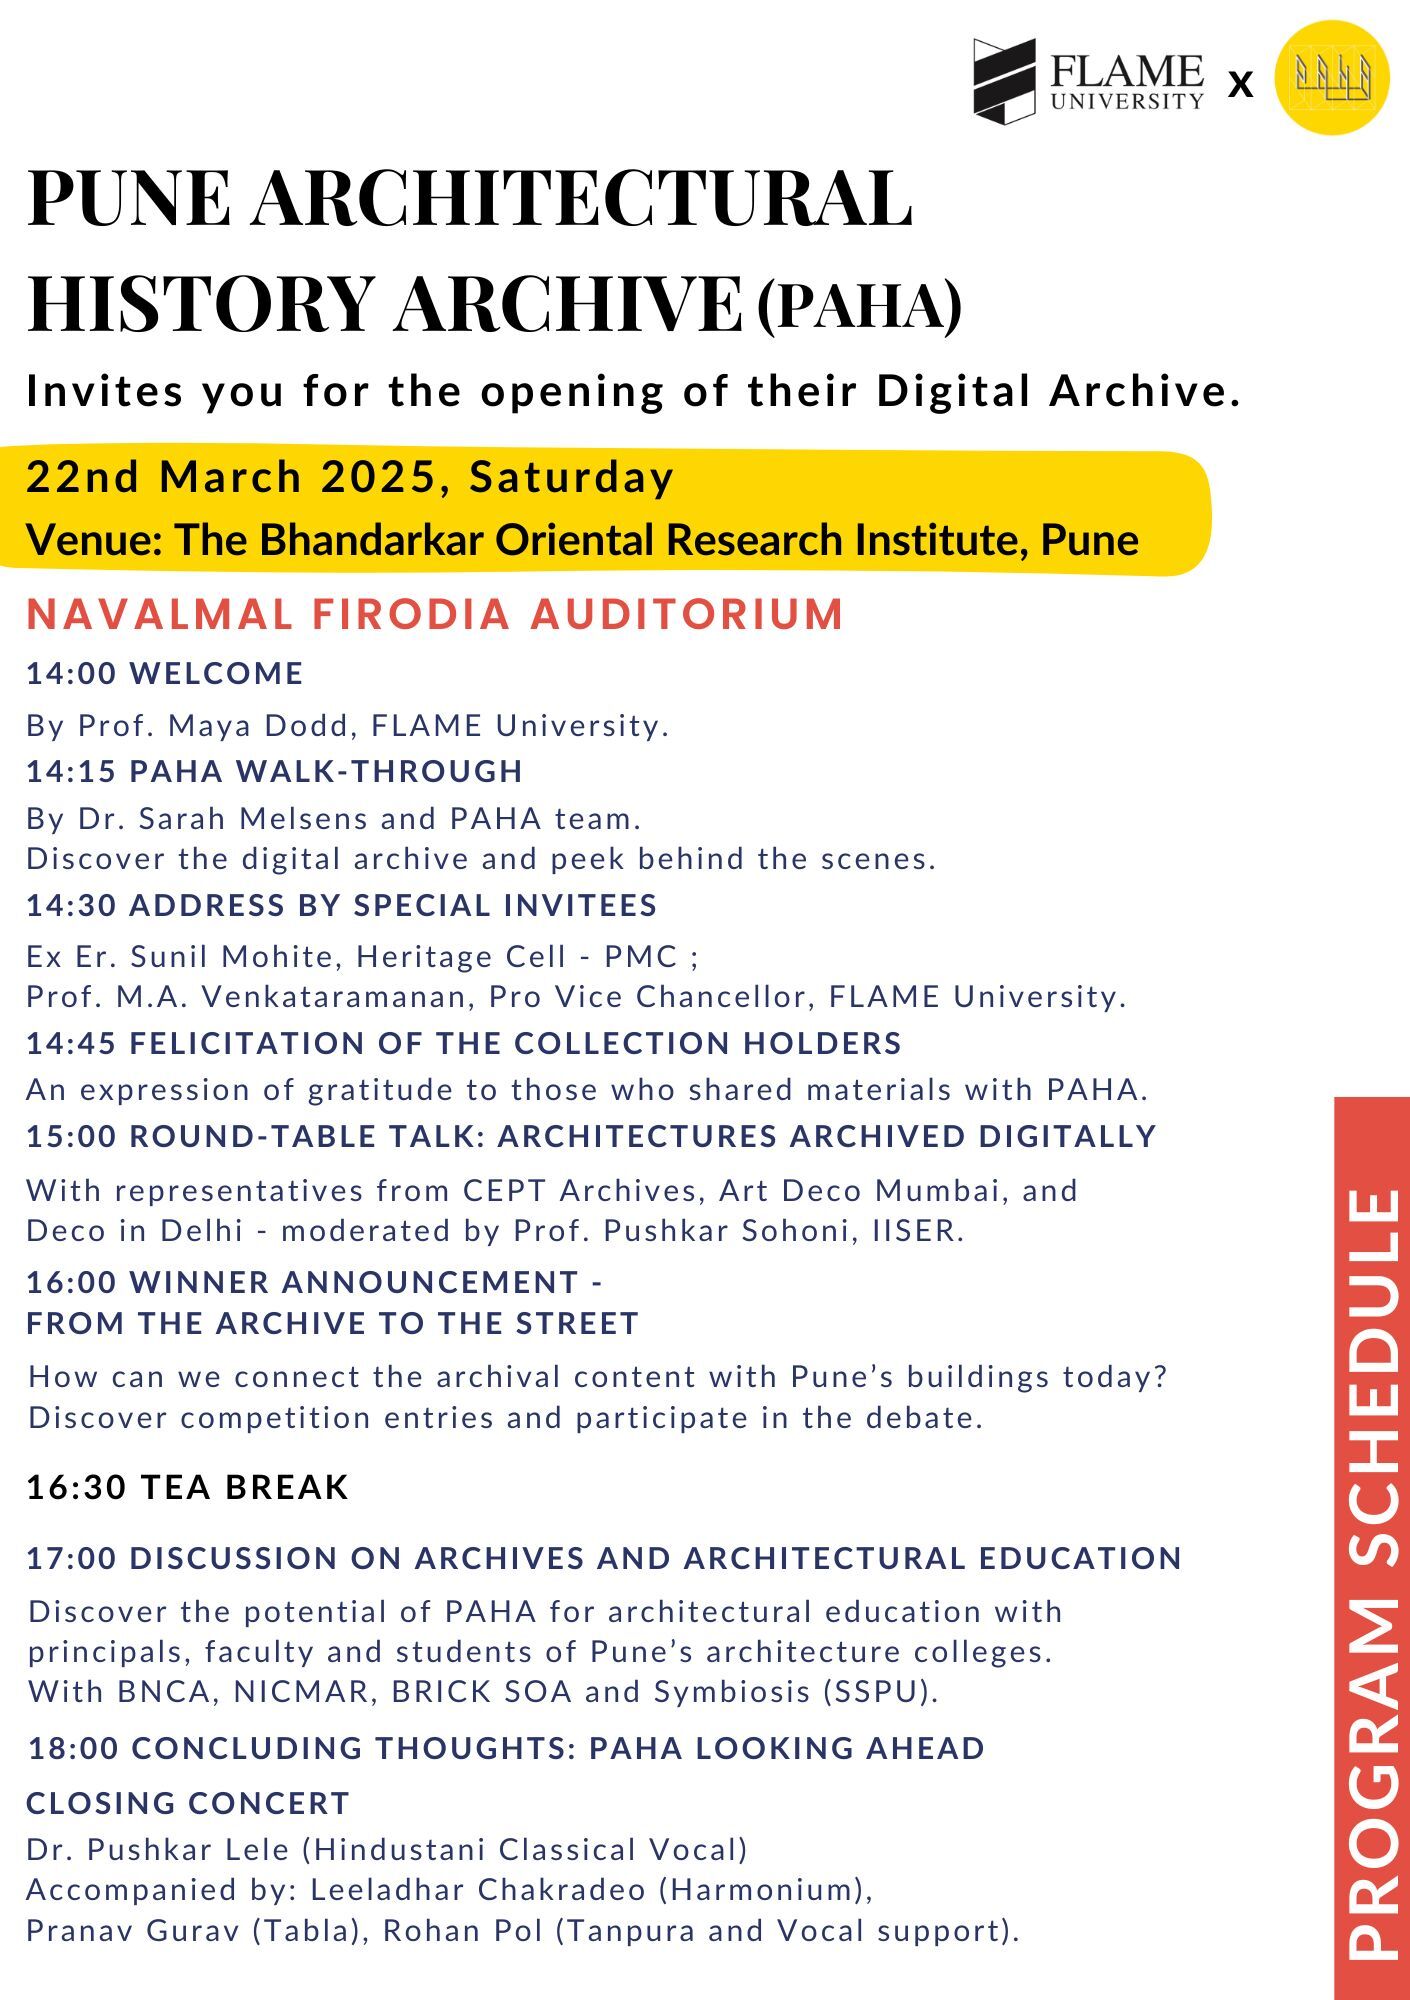 FLAME
UNIVERSITY
X
PAHA
PUNE ARCHITECTURAL
HISTORY ARCHIVE (PAHA)
Invites you for the opening of their Digital Archive.
22nd March 2025, Saturday
Venue: The Bhandarkar Oriental Research Institute, Pune
NAVALMAL FIRODIA AUDITORIUM
14:00 WELCOME
By Prof. Maya Dodd, FLAME University.
14:15 PAHA WALK-THROUGH
By Dr. Sarah Melsens and PAHA team.
Discover the digital archive and peek behind the scenes.
14:30 ADDRESS BY SPECIAL INVITEES
Ex Er. Sunil Mohite, Heritage Cell - PMC ;
Prof. M.A. Venkataramanan, Pro Vice Chancellor, FLAME University.
14:45 FELICITATION OF THE COLLECTION HOLDERS
An expression of gratitude to those who shared materials with PAHA.
15:00 ROUND-TABLE TALK: ARCHITECTURES ARCHIVED DIGITALLY
With representatives from CEPT Archives, Art Deco Mumbai, and
Deco in Delhi - moderated by Prof. Pushkar Sohoni, IISER.
16:00 WINNER ANNOUNCEMENT -
FROM THE ARCHIVE TO THE STREET
How can we connect the archival content with Pune’s buildings today?
Discover competition entries and participate in the debate.
16:30 TEA BREAK
17:00 DISCUSSION ON ARCHIVES AND ARCHITECTURAL EDUCATION
Discover the potential of PAHA for architectural education with
principals, faculty and students of Pune’s architecture colleges.
With BNCA, NICMAR, BRICK SOA and Symbiosis (SSPU).
18:00 CONCLUDING THOUGHTS: PAHA LOOKING AHEAD
CLOSING CONCERT
Dr. Pushkar Lele (Hindustani Classical Vocal)
Accompanied by: Leeladhar Chakradeo (Harmonium),
Pranav Gurav (Tabla), Rohan Pol (Tanpura and Vocal support).
PROGRAM SCHEDULE